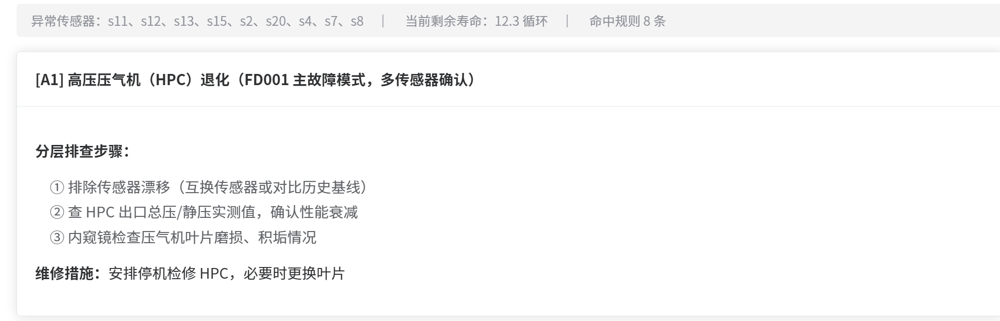 异常传感器：s11、s12、s13、s15、s2、s20、s4、s7、s8 | 当前剩余寿命：12.3 循环 | 命中规则 8 条
[A1] 高压压气机（HPC）退化（FD001 主故障模式，多传感器确认）
分层排查步骤：
① 排除传感器漂移（互换传感器或对比历史基线）
② 查 HPC 出口总压/静压实测值，确认性能衰减
③ 内窥镜检查压气机叶片磨损、积垢情况
维修措施：安排停机检修 HPC，必要时更换叶片